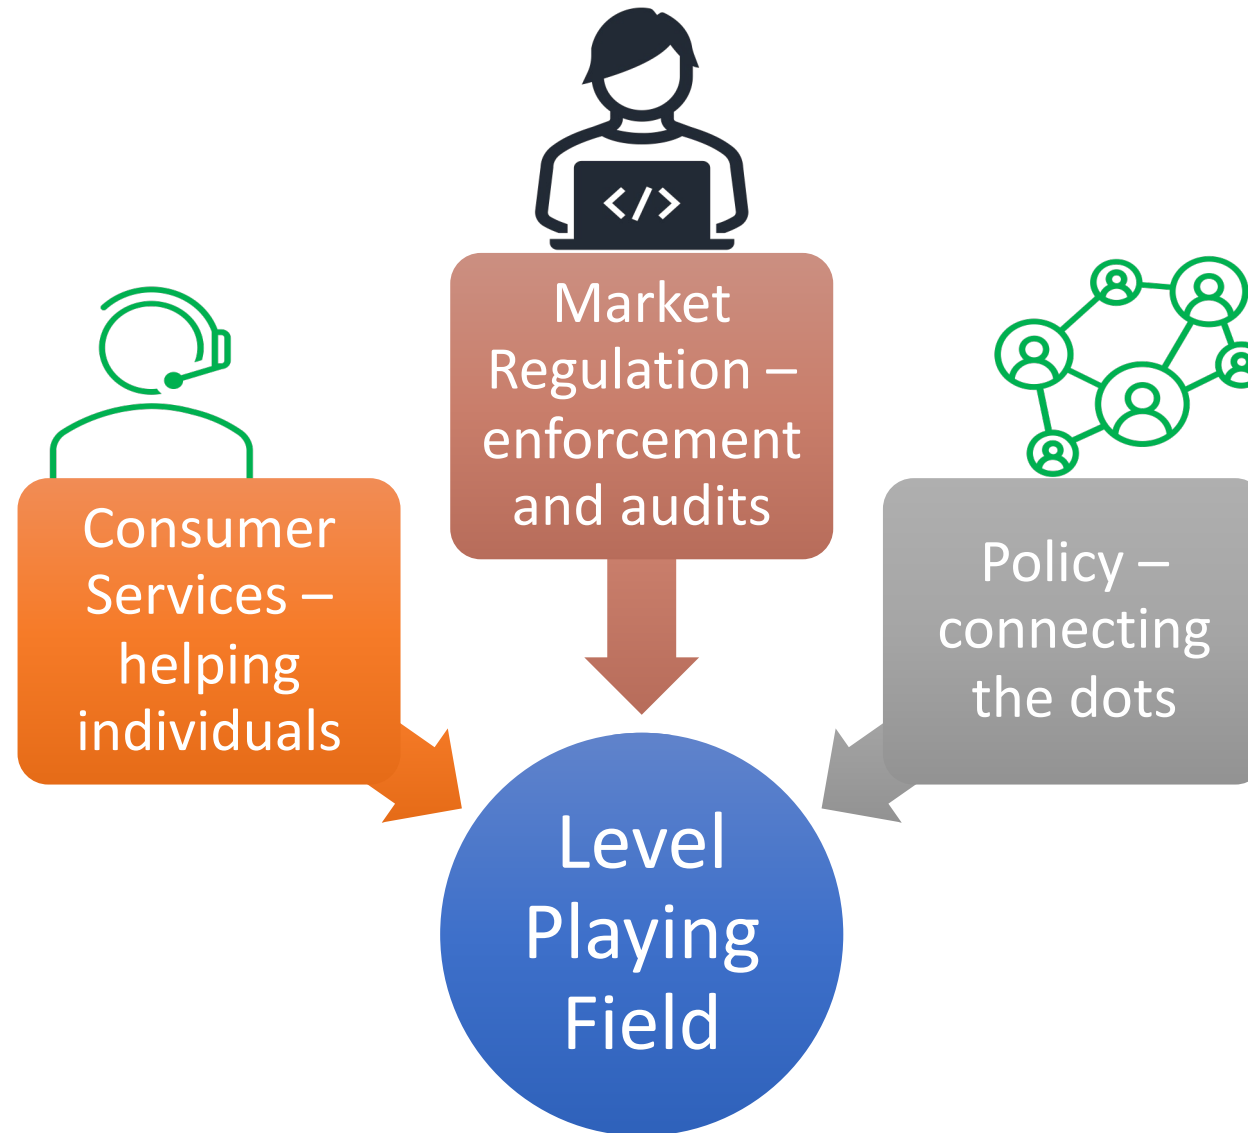 </>
Market
Regulation –
enforcement
and audits
Consumer
Services –
helping
individuals
Policy –
connecting
the dots
Level
Playing
Field